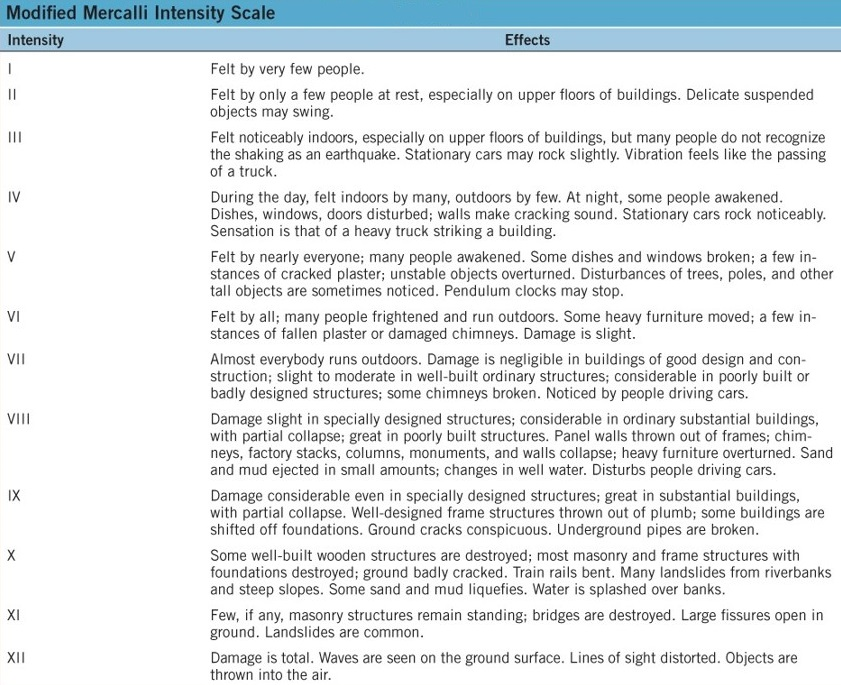 Modified Mercalli Intensity Scale
Intensity Effects
I Felt by very few people.
II Felt by only a few people at rest, especially on upper floors of buildings. Delicate suspended
objects may swing.
III Felt noticeably indoors, especially on upper floors of buildings, but many people do not recognize
the shaking as an earthquake. Stationary cars may rock slightly. Vibration feels like the passing
of a truck.
IV During the day, felt indoors by many, outdoors by few. At night, some people awakened.
Dishes, windows, doors disturbed; walls make cracking sound. Stationary cars rock noticeably.
Sensation is that of a heavy truck striking a building.
V Felt by nearly everyone; many people awakened. Some dishes and windows broken; a few in-
stances of cracked plaster; unstable objects overturned. Disturbances of trees, poles, and other
tall objects are sometimes noticed. Pendulum clocks may stop.
VI Felt by all; many people frightened and run outdoors. Some heavy furniture moved; a few in-
stances of fallen plaster or damaged chimneys. Damage is slight.
VII Almost everybody runs outdoors. Damage is negligible in buildings of good design and con-
struction; slight to moderate in well-built ordinary structures; considerable in poorly built or
badly designed structures; some chimneys broken. Noticed by people driving cars.
VIII Damage slight in specially designed structures; considerable in ordinary substantial buildings,
with partial collapse; great in poorly built structures. Panel walls thrown out of frames; chim-
neys, factory stacks, columns, monuments, and walls collapse; heavy furniture overturned. Sand
and mud ejected in small amounts; changes in well water. Disturbs people driving cars.
IX Damage considerable even in specially designed structures; great in substantial buildings,
with partial collapse. Well-designed frame structures thrown out of plumb; some buildings are
shifted off foundations. Ground cracks conspicuous. Underground pipes are broken.
X Some well-built wooden structures are destroyed; most masonry and frame structures with
foundations destroyed; ground badly cracked. Train rails bent. Many landslides from riverbanks
and steep slopes. Some sand and mud liquefies. Water is splashed over banks.
XI Few, if any, masonry structures remain standing; bridges are destroyed. Large fissures open in
ground. Landslides are common.
XII Damage is total. Waves are seen on the ground surface. Lines of sight distorted. Objects are
thrown into the air.